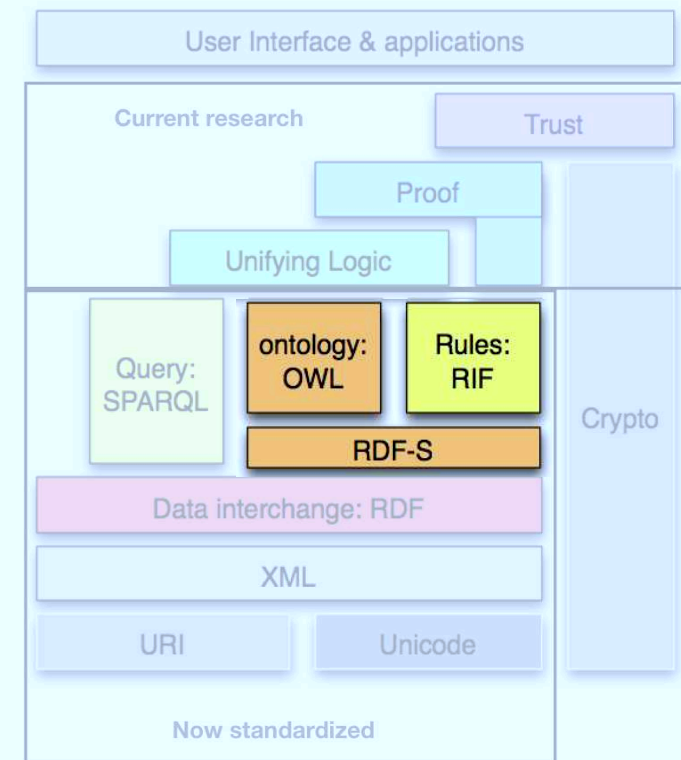 User Interface & applications
Current research
Trust
Proof
Unifying Logic
Query:
SPARQL
ontology:
OWL
Rules:
RIF
Crypto
RDF-S
Data interchange: RDF
XML
URI
Unicode
Now standardized